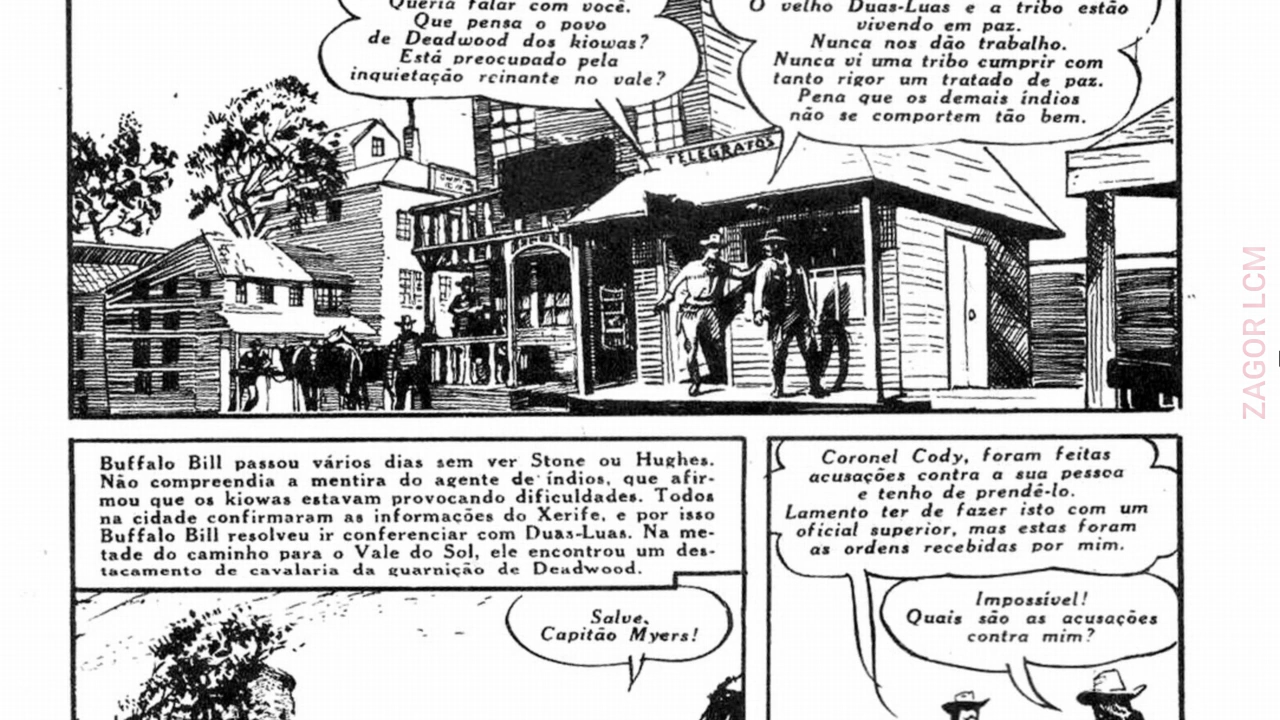 Queria falar com você.
Que pensa o povo
de Deadwood dos kiowas?
Está preocupado pela
inquietação reinante no vale?
O velho Duas-Luas e a tribo estão
vivendo em paz.
Nunca nos dão trabalho.
Nunca vi uma tribo cumprir com
tanto rigor um tratado de paz.
Pena que os demais índios
não se comportem tão bem.
TELEGRAFOS
Buffalo Bill passou vários dias sem ver Stone ou Hughes.
Não compreendia a mentira do agente de índios, que afir-
mou que os kiowas estavam provocando dificuldades. Todos
na cidade confirmaram as informações do Xerife, e por isso
Buffalo Bill resolveu ir conferenciar com Duas-Luas. Na me-
tade do caminho para o Vale do Sol, ele encontrou um des-
tacamento de cavalaria da guarnição de Deadwood.
Salve,
Capitão Myers!
Coronel Cody, foram feitas
acusações contra a sua pessoa
e tenho de prendê-lo.
Lamento ter de fazer isto com um
oficial superior, mas estas foram
as ordens recebidas por mim.
Impossível!
Quais são as acusações
contra mim?
ZAGOR LCM